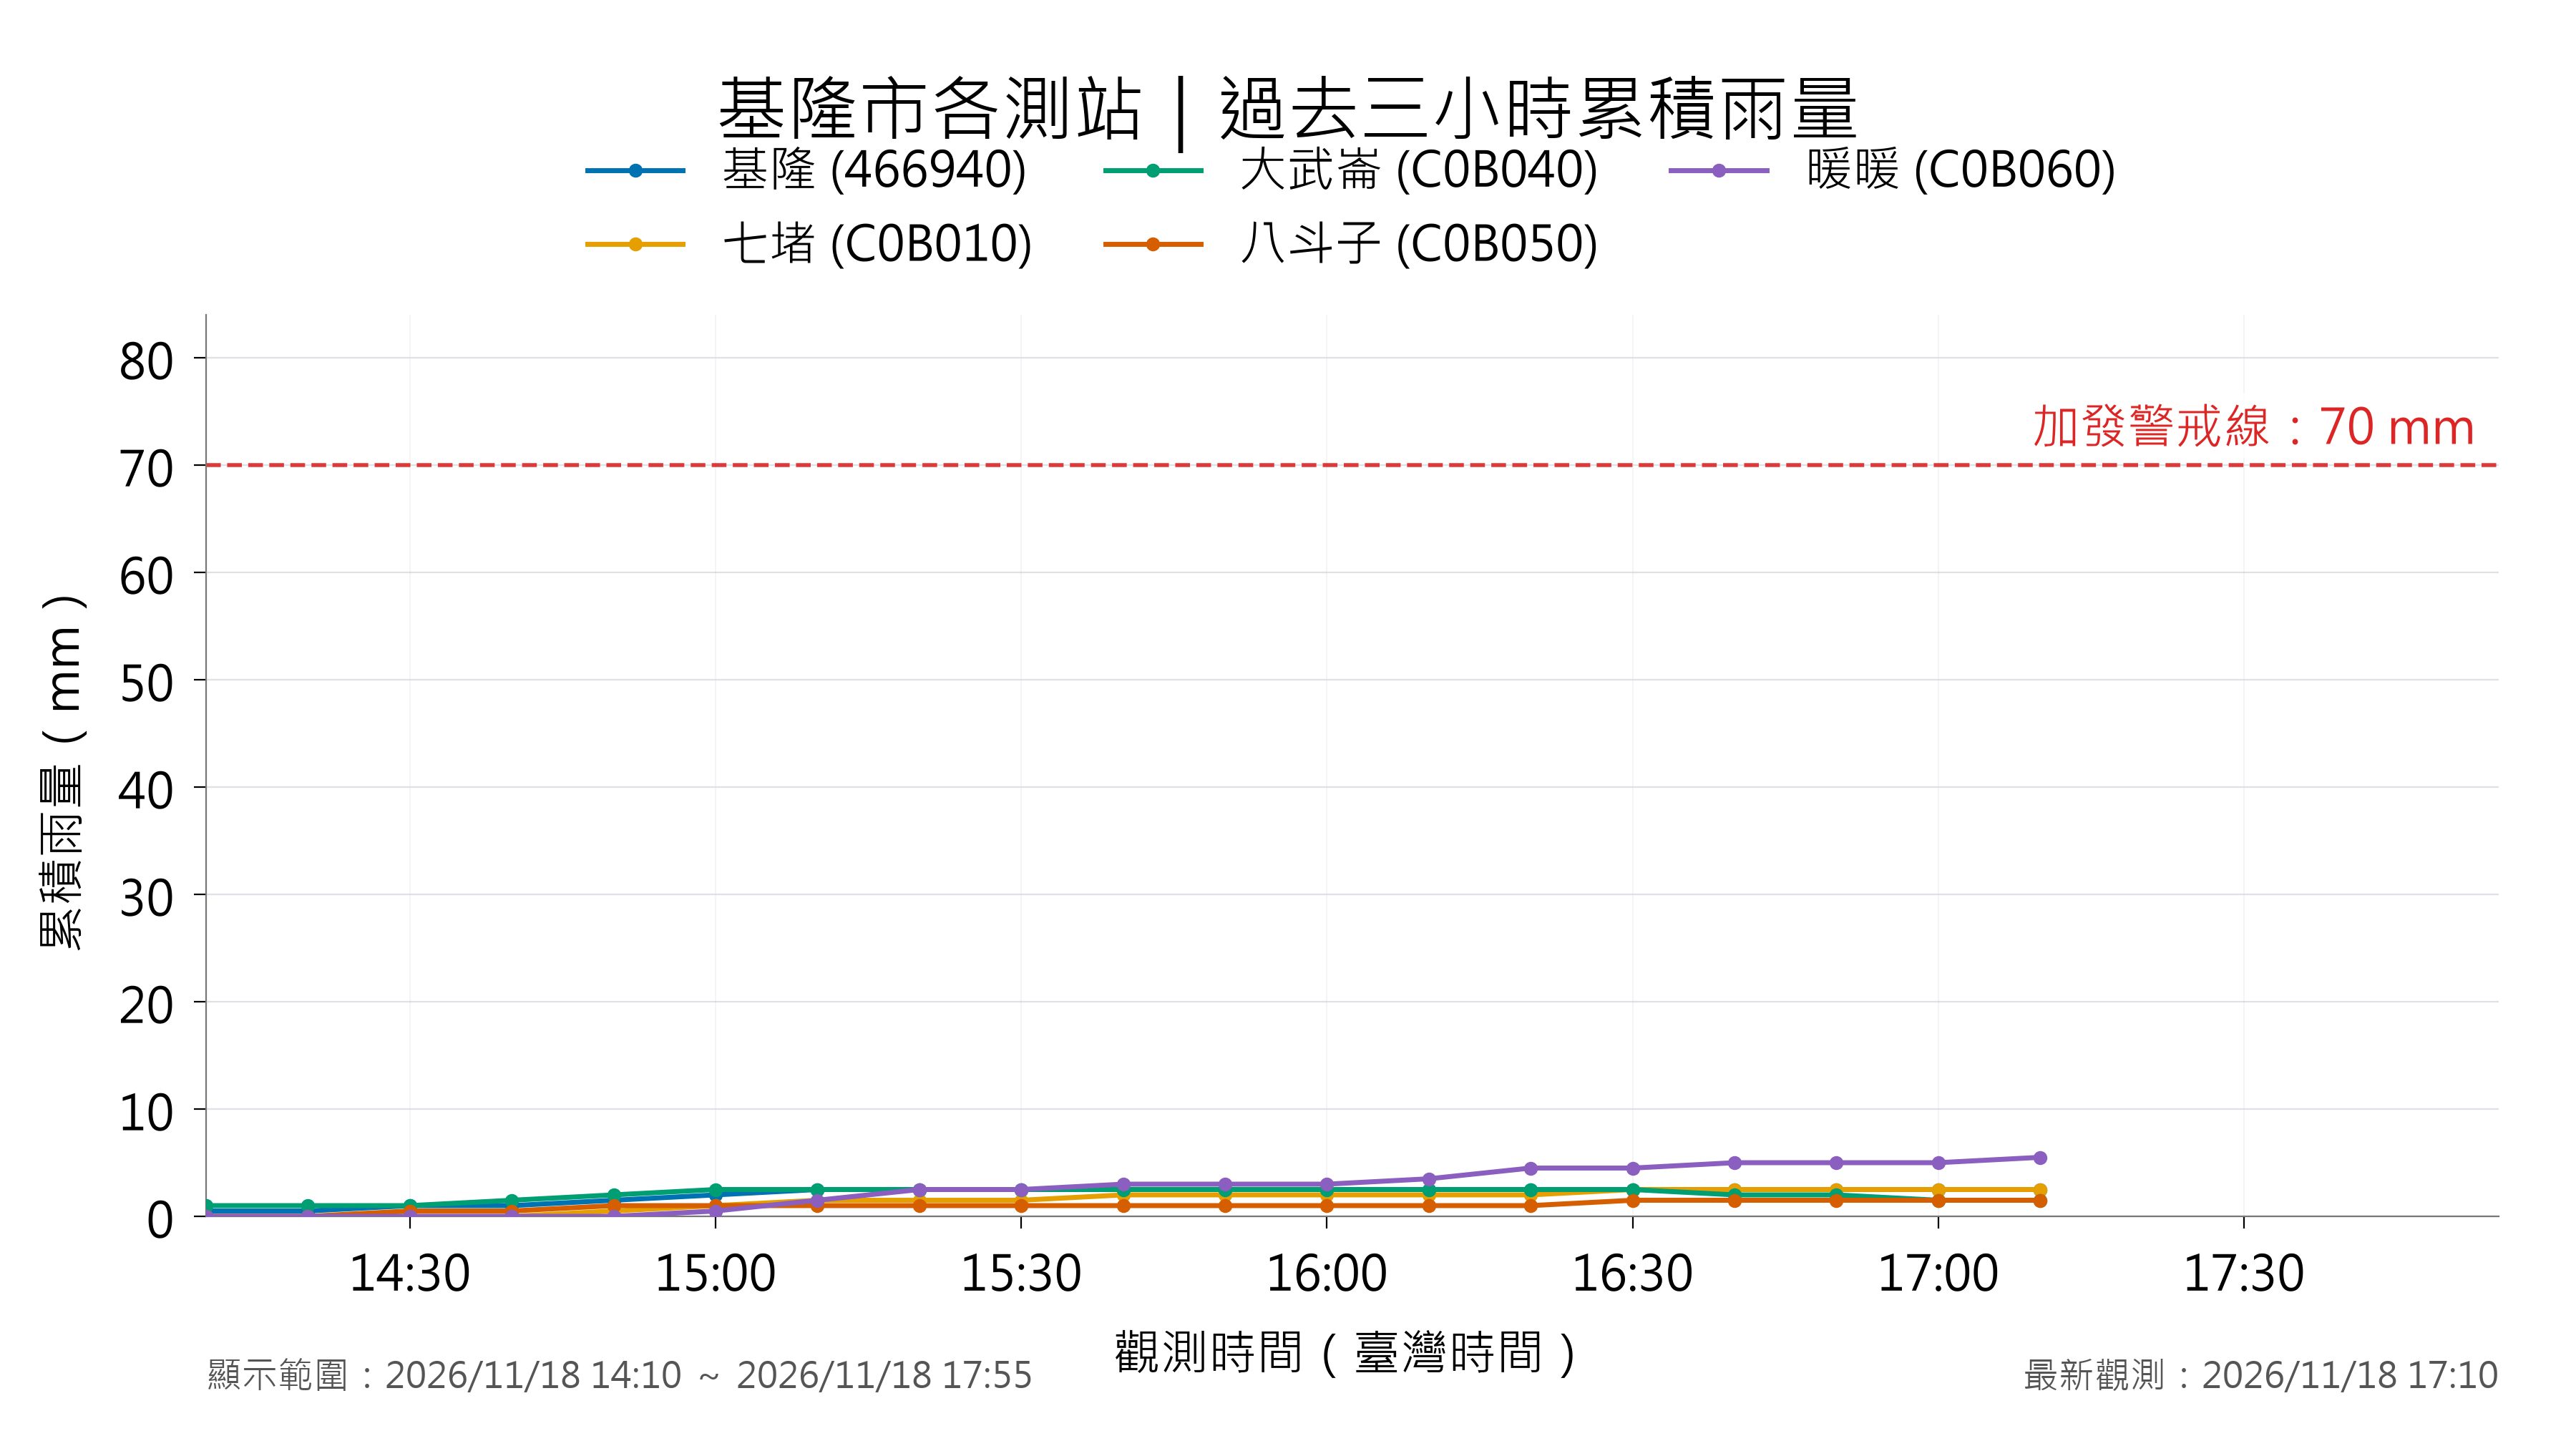 基隆市各測站｜過去三小時累積雨量
基隆 (466940)
大武崙 (C0B040)
暖暖 (C0B060)
七堵 (C0B010)
八斗子 (C0B050)
累積雨量（mm）
80
70
60
50
40
30
20
10
0
加發警戒線：70 mm
14:30
15:00
15:30
16:00
16:30
17:00
17:30
觀測時間（臺灣時間）
顯示範圍：2026/11/18 14:10 ~ 2026/11/18 17:55
最新觀測：2026/11/18 17:10